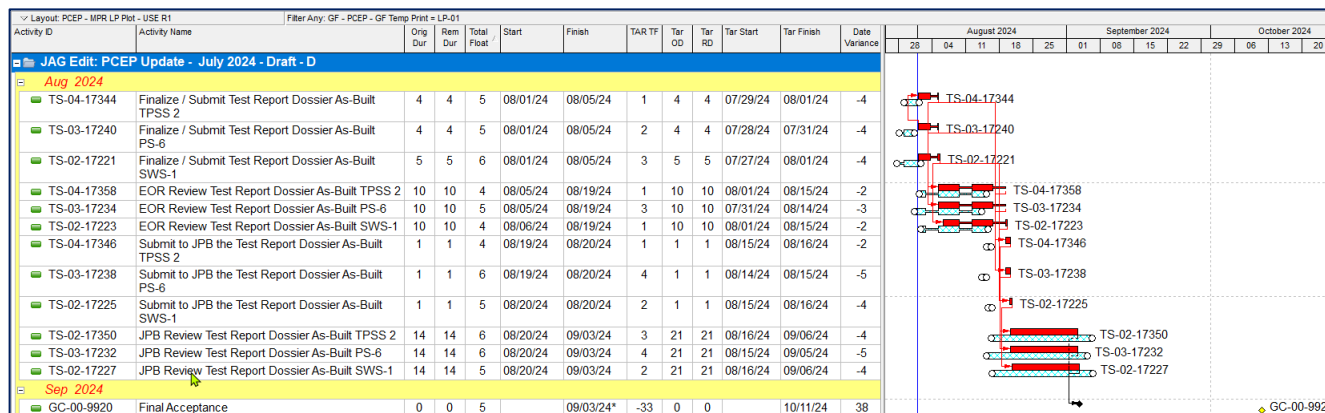 Layout: PCEP - MPR LP Plot - USE R1 Filter Any: GF - PCEP - GF Temp Print = LP-01
Activity ID Activity Name Orig Dur Rem Dur Total Float Start Finish TAR TF Tar OD Tar RD Tar Start Tar Finish Date Variance August 2024 September 2024 October 2024
28 04 11 18 25 01 08 15 22 29 06 13 20
JAG Edit: PCEP Update - July 2024 - Draft - D
Aug 2024
TS-04-17344 Finalize / Submit Test Report Dossier As-Built 4 4 5 08/01/24 08/05/24 1 4 4 07/29/24 08/01/24 -4 TS-04-17344
TPSS 2
TS-03-17240 Finalize / Submit Test Report Dossier As-Built 4 4 5 08/01/24 08/05/24 2 4 4 07/28/24 07/31/24 -4 TS-03-17240
PS-6
TS-02-17221 Finalize / Submit Test Report Dossier As-Built 5 5 6 08/01/24 08/05/24 3 5 5 07/27/24 08/01/24 -4 TS-02-17221
SWS-1
TS-04-17358 EOR Review Test Report Dossier As-Built TPSS 2 10 10 4 08/05/24 08/19/24 1 10 10 08/01/24 08/15/24 -2 TS-04-17358
TS-03-17234 EOR Review Test Report Dossier As-Built PS-6 10 10 5 08/05/24 08/19/24 3 10 10 07/31/24 08/14/24 -3 TS-03-17234
TS-02-17223 EOR Review Test Report Dossier As-Built SWS-1 10 10 4 08/06/24 08/19/24 1 10 10 08/01/24 08/15/24 -2 TS-02-17223
TS-04-17346 Submit to JPB the Test Report Dossier As-Built 1 1 4 08/19/24 08/20/24 1 1 1 08/15/24 08/16/24 -2 TS-04-17346
TPSS 2
TS-03-17238 Submit to JPB the Test Report Dossier As-Built 1 1 6 08/19/24 08/20/24 4 1 1 08/14/24 08/15/24 -5 TS-03-17238
PS-6
TS-02-17225 Submit to JPB the Test Report Dossier As-Built 1 1 5 08/20/24 08/20/24 2 1 1 08/15/24 08/16/24 -4 TS-02-17225
SWS-1
TS-02-17350 JPB Review Test Report Dossier As-Built TPSS 2 14 14 6 08/20/24 09/03/24 3 21 21 08/16/24 09/06/24 -4 TS-02-17350
TS-03-17232 JPB Review Test Report Dossier As-Built PS-6 14 14 6 08/20/24 09/03/24 4 21 21 08/15/24 09/05/24 -5 TS-03-17232
TS-02-17227 JPB Review Test Report Dossier As-Built SWS-1 14 14 5 08/20/24 09/03/24 2 21 21 08/16/24 09/06/24 -4 TS-02-17227
Sep 2024
GC-00-9920 Final Acceptance 0 0 5 09/03/24* -33 0 0 10/11/24 38 GC-00-992